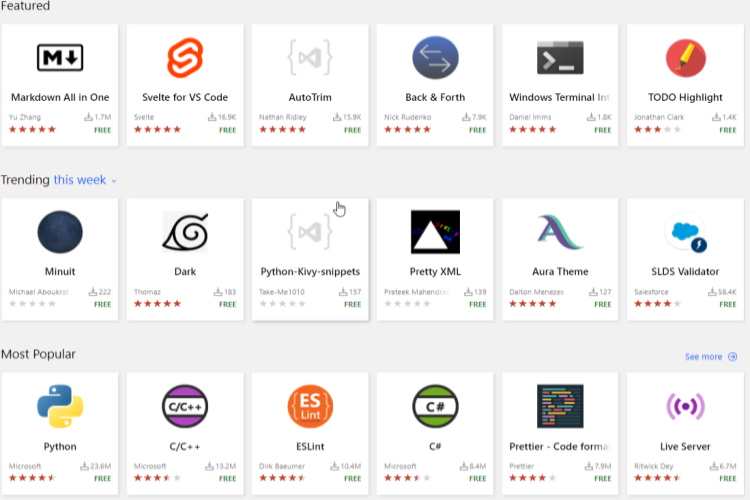 Featured
Markdown All in One
Yu Zhang 1.7M
FREE
Svelte for VS Code
Svelte 16.9K
FREE
AutoTrim
Nathan Ridley 15.9K
FREE
Back & Forth
Nick Rudenko 7.9K
FREE
Windows Terminal Int
Daniel Imms 1.8K
FREE
TODO Highlight
Jonathan Clark 1.4K
FREE
Trending this week
Minuit
Michael Aboukrat 222
FREE
Dark
Thomaz 183
FREE
Python-Kivy-snippets
Take-Me1010 157
FREE
Pretty XML
Prateek Mahendra 139
FREE
Aura Theme
Dalton Menezes 127
FREE
SLDS Validator
Salesforce 58.4K
FREE
Most Popular
See more
Python
Microsoft 23.6M
FREE
C/C++
C/C++
Microsoft 13.2M
FREE
ES
Lint
ESLint
Dirk Baeumer 10.4M
FREE
C#
C#
Microsoft 8.4M
FREE
Prettier - Code format
Prettier 7.9M
FREE
Live Server
Ritwick Dey 6.7M
FREE